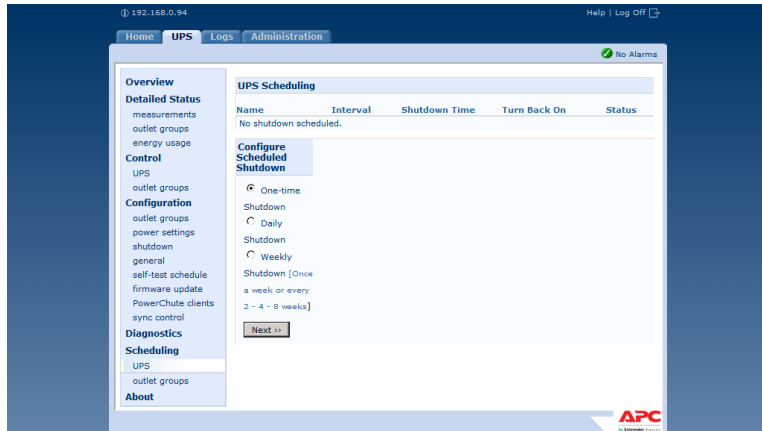 192.168.0.94
Help | Log Off
Home UPS Logs Administration
No Alarms
Overview
Detailed Status
measurements
outlet groups
energy usage
Control
UPS
outlet groups
Configuration
outlet groups
power settings
shutdown
general
self-test schedule
firmware update
PowerChute clients
sync control
Diagnostics
Scheduling
UPS
outlet groups
About
UPS Scheduling
Name Interval Shutdown Time Turn Back On Status
No shutdown scheduled.
Configure
Scheduled
Shutdown
One-time
Shutdown
Daily
Shutdown
Weekly
Shutdown [Once
a week or every
2 - 4 - 8 weeks]
Next >>
APC
by Schneider Electric